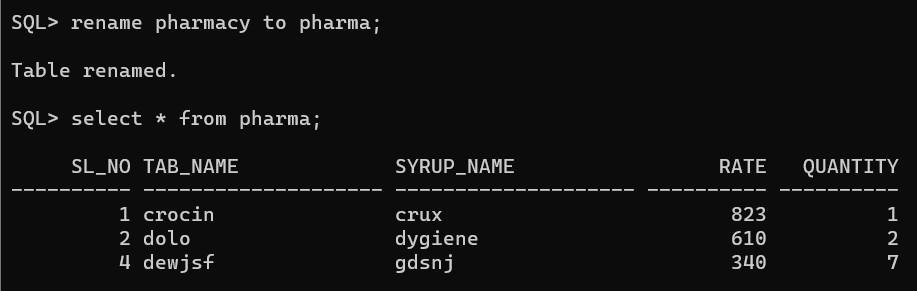 SQL> rename pharmacy to pharma;
Table renamed.
SQL> select * from pharma;
     SL_NO TAB_NAME             SYRUP_NAME                 RATE   QUANTITY
---------- -------------------- -------------------- ---------- ----------
         1 crocin               crux                        823          1
         2 dolo                 dygiene                     610          2
         4 dewjsf               gdsnj                       340          7